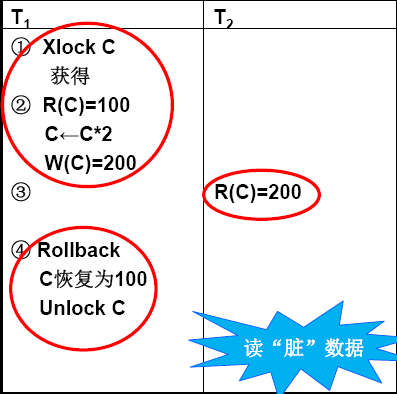 T1 T2
① Xlock C
获得
② R(C)=100
C←C*2
W(C)=200
③ R(C)=200
④ Rollback
C恢复为100
Unlock C
读“脏”数据